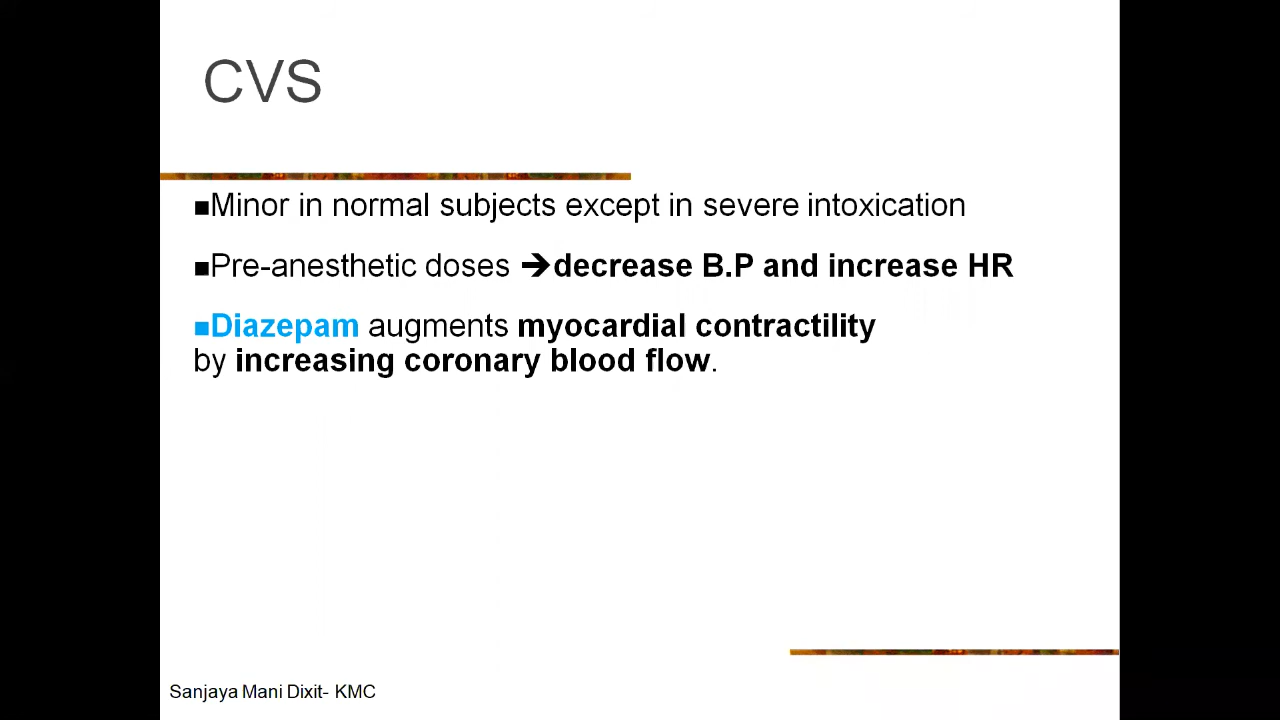 CVS
■Minor in normal subjects except in severe intoxication
■Pre-anesthetic doses ➔decrease B.P and increase HR
■Diazepam augments myocardial contractility
by increasing coronary blood flow.
Sanjaya Mani Dixit- KMC